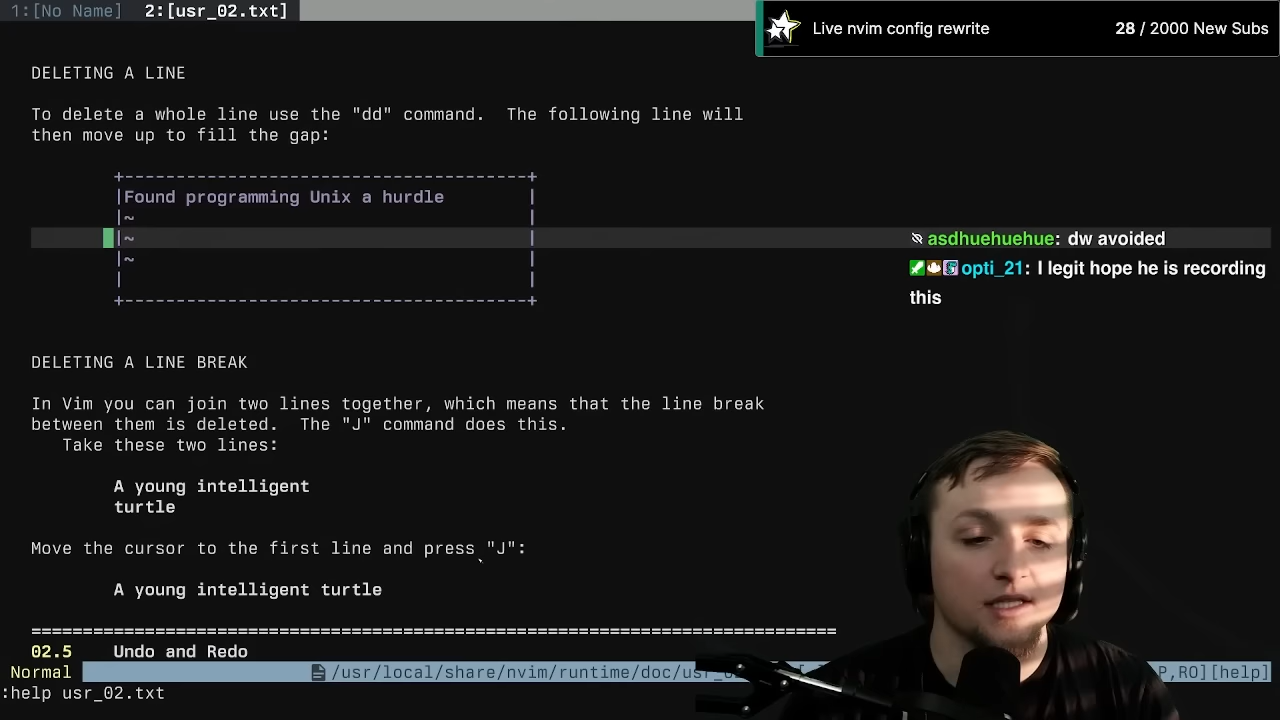 1:[No Name]  2:[usr_02.txt]
Live nvim config rewrite 28 / 2000 New Subs
DELETING A LINE
To delete a whole line use the "dd" command.  The following line will
then move up to fill the gap:
+---------------------------------------+
|Found programming Unix a hurdle |
|~ |
|~ |
|~ |
| |
+---------------------------------------+
asdhuehuehue: dw avoided
opti_21: I legit hope he is recording
this
DELETING A LINE BREAK
In Vim you can join two lines together, which means that the line break
between them is deleted.  The "J" command does this.
Take these two lines:
A young intelligent
turtle
Move the cursor to the first line and press "J":
A young intelligent turtle
==============================================================================
02.5 Undo and Redo
Normal /usr/local/share/nvim/runtime/doc/us P,RO][help]
:help usr_02.txt